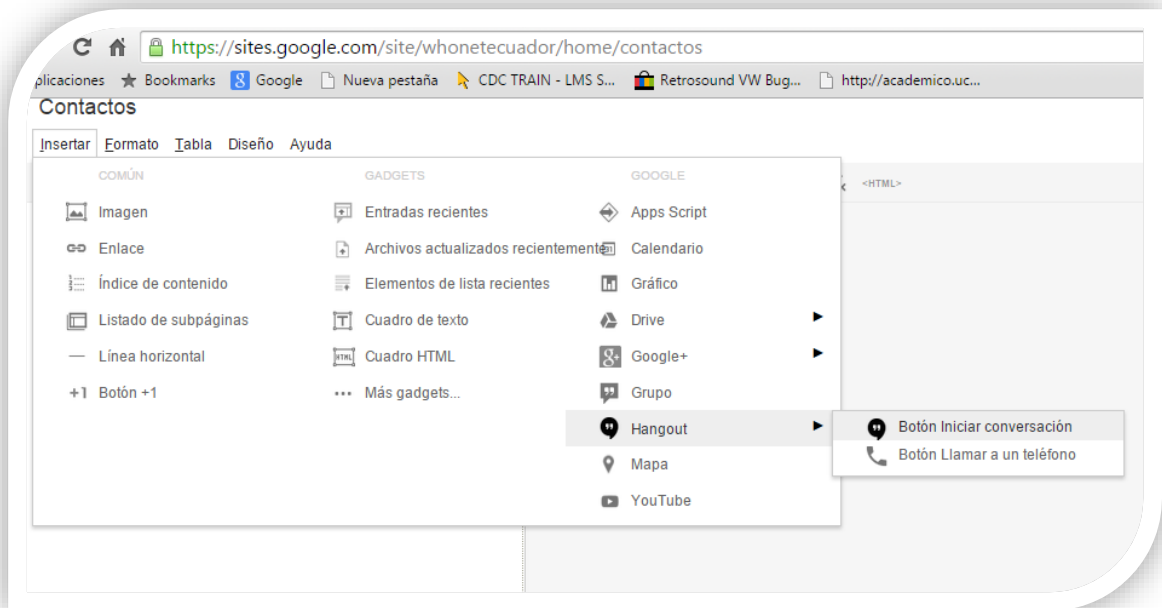 https://sites.google.com/site/whonetecuador/home/contactos
plicaciones Bookmarks Google Nueva pestaña CDC TRAIN - LMS S... Retrosound VW Bug... http://academico.uc...
Contactos
Insertar Formato Tabla Diseño Ayuda
<HTML>
COMÚN
Imagen
Enlace
Índice de contenido
Listado de subpáginas
Línea horizontal
+1 Botón +1
GADGETS
Entradas recientes
Archivos actualizados recientemente
Elementos de lista recientes
Cuadro de texto
HTML Cuadro HTML
Más gadgets...
GOOGLE
Apps Script
31 Calendario
Gráfico
Drive
g+ Google+
Grupo
Hangout
Mapa
YouTube
Botón Iniciar conversación
Botón Llamar a un teléfono